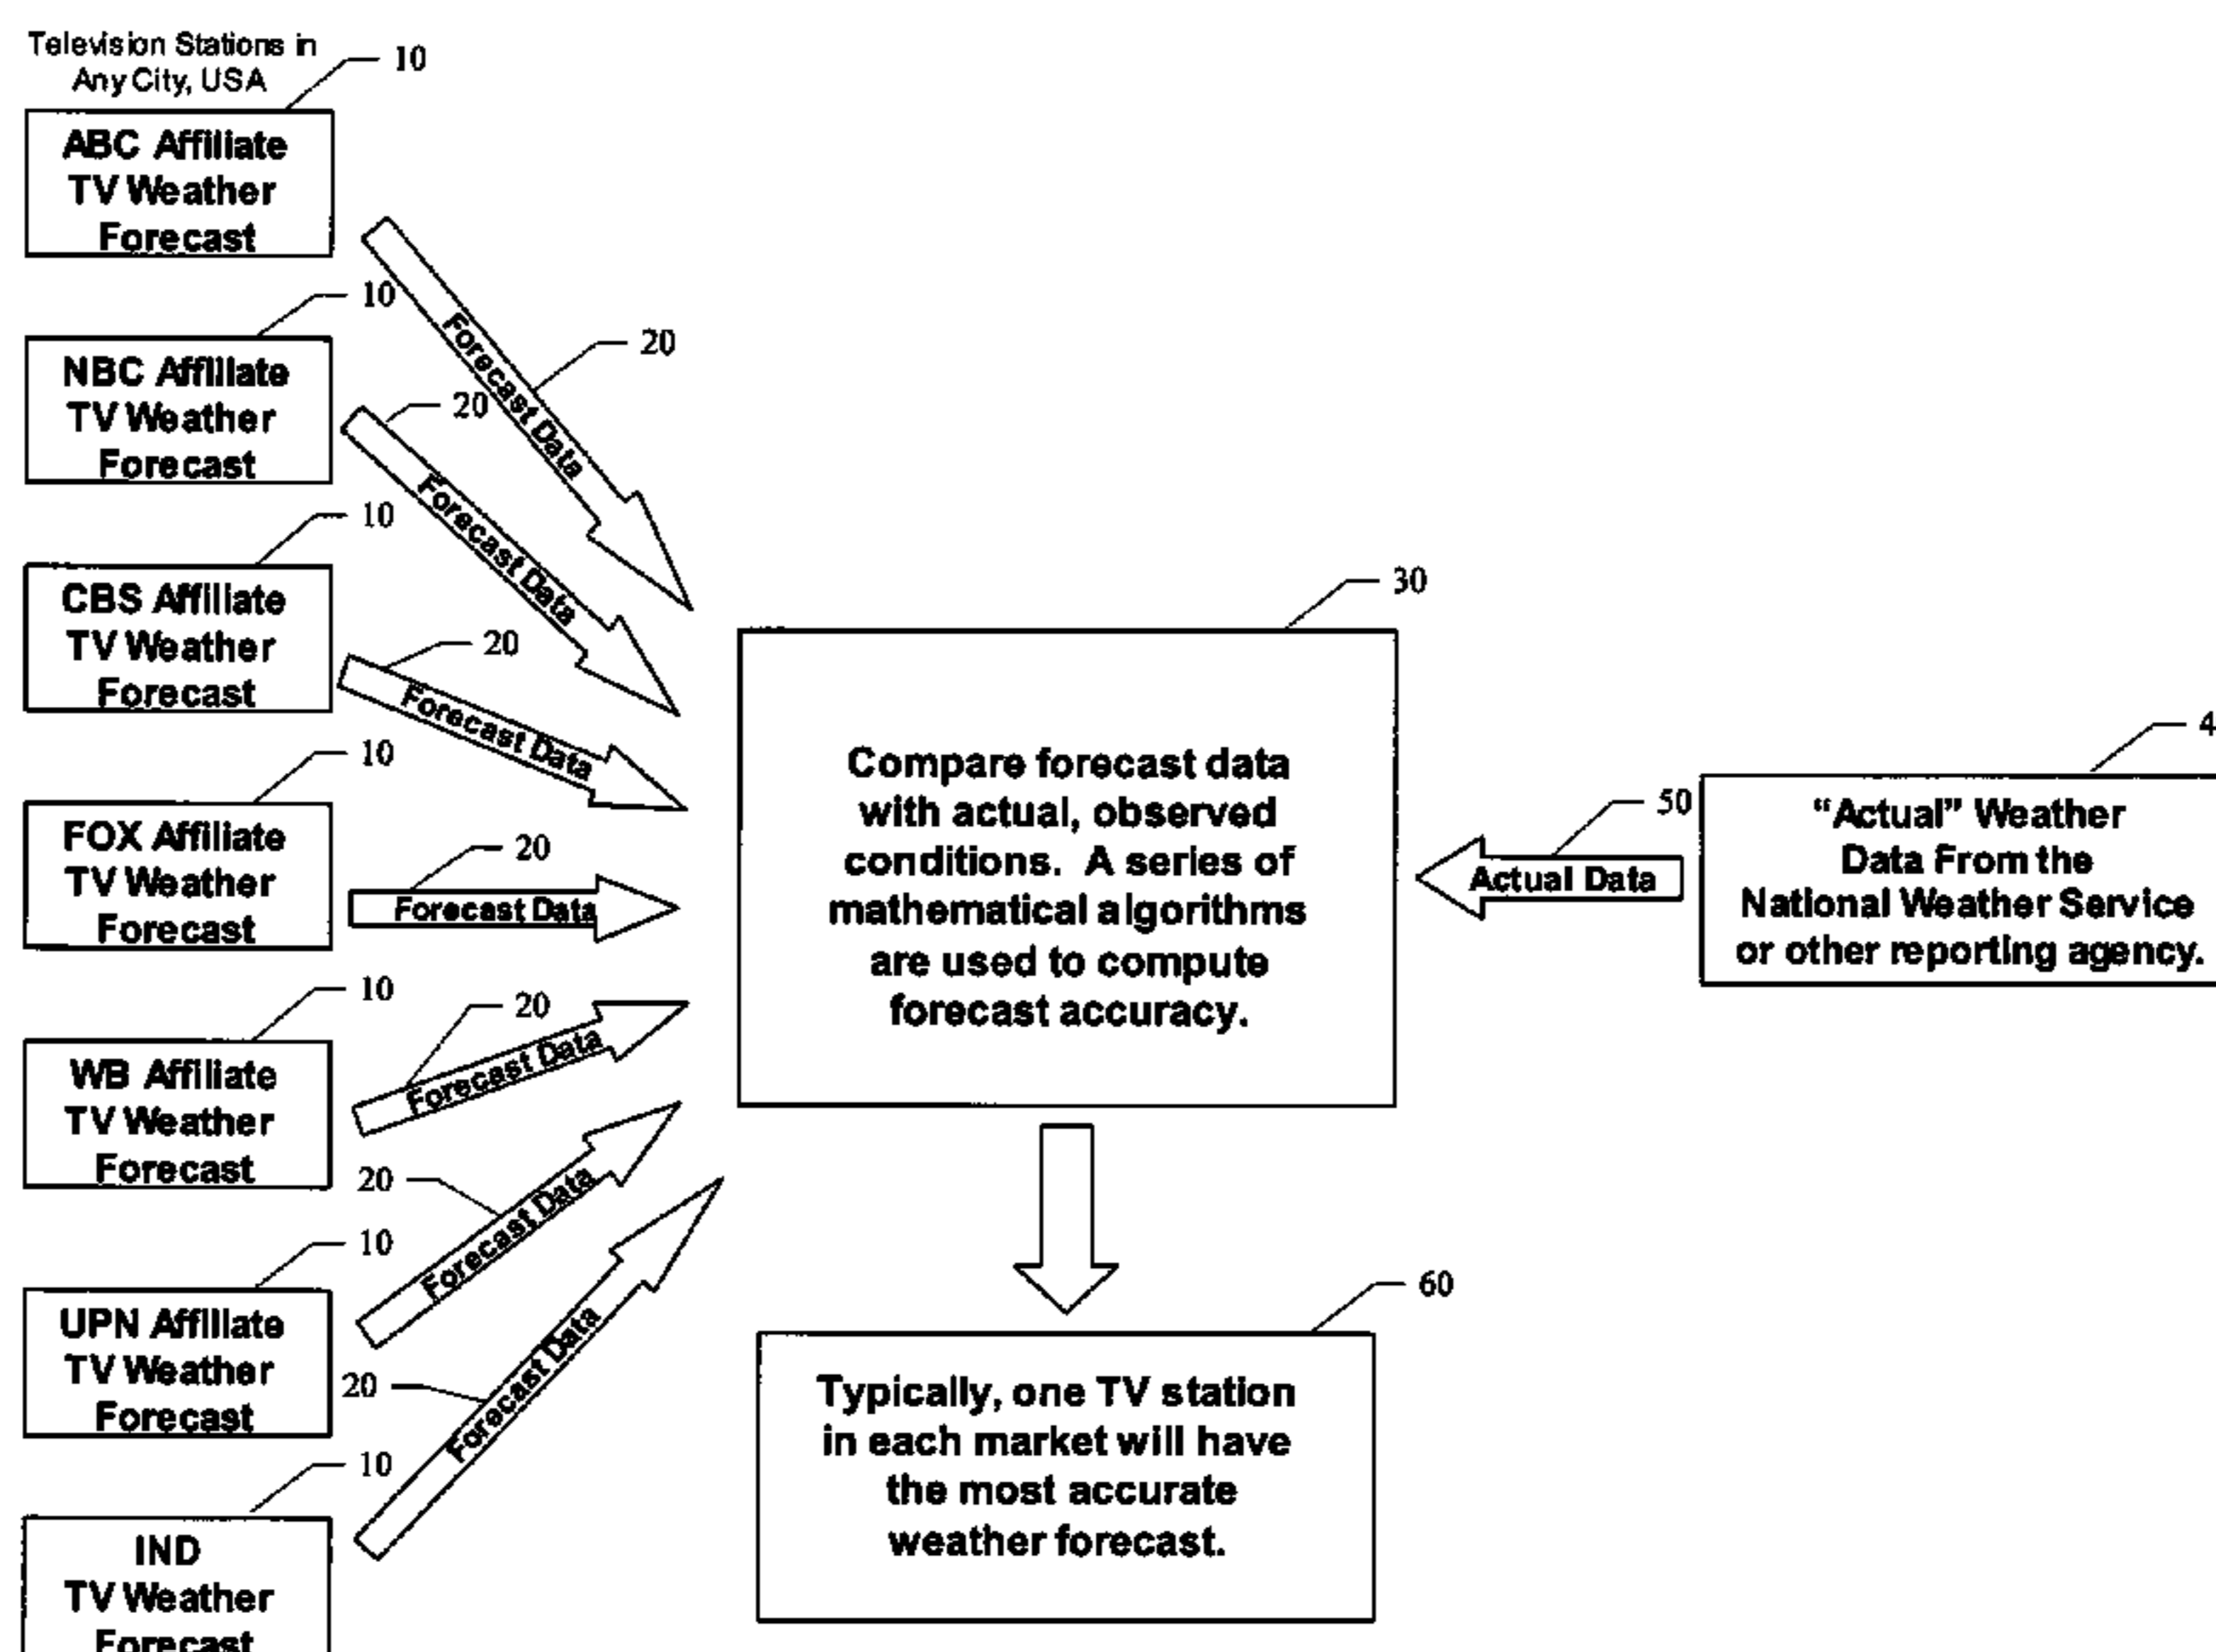 Television Stations in
Any City, USA
10
ABC Affiliate
TV Weather
Forecast
10
Forecast Data
20
NBC Affiliate
TV Weather
Forecast
20
Forecast Data
10
CBS Affiliate
TV Weather
Forecast
20
Forecast Data
10
FOX Affiliate
TV Weather
Forecast
20
Forecast Data
10
WB Affiliate
TV Weather
Forecast
20
Forecast Data
20
Forecast Data
10
UPN Affiliate
TV Weather
Forecast
20
Forecast Data
10
IND
TV Weather
Forecast
30
Compare forecast data
with actual, observed
conditions. A series of
mathematical algorithms
are used to compute
forecast accuracy.
50
Actual Data
4
“Actual” Weather
Data From the
National Weather Service
or other reporting agency.
60
Typically, one TV station
in each market will have
the most accurate
weather forecast.